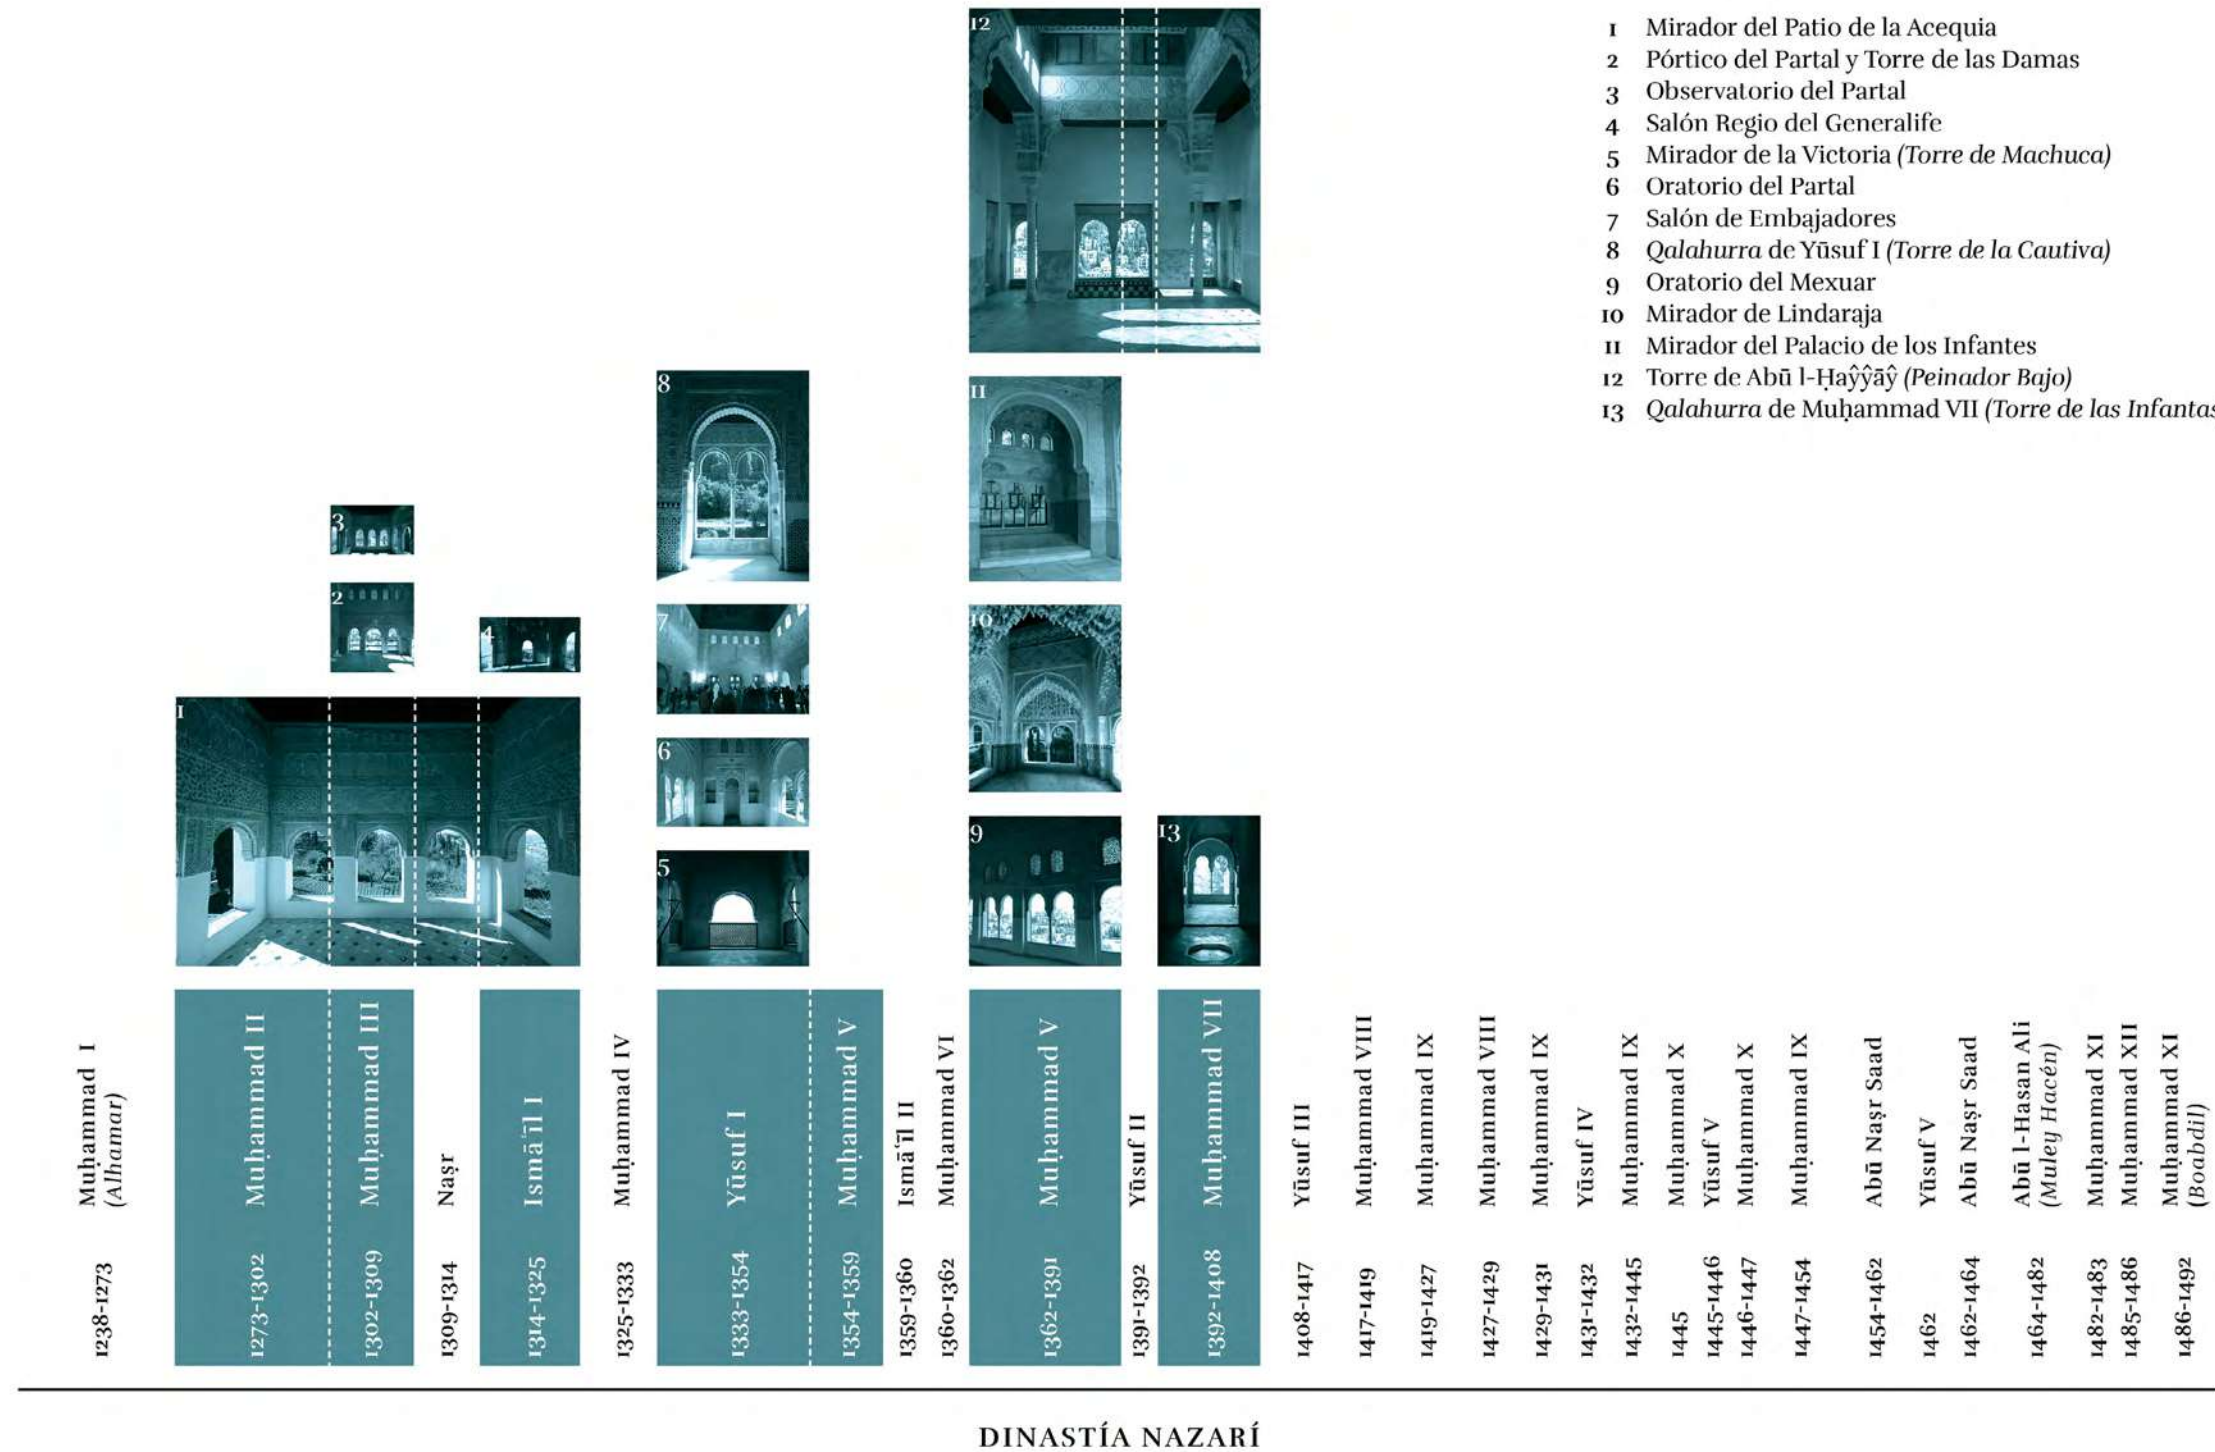 1 Mirador del Patio de la Acequia
2 Pórtico del Partal y Torre de las Damas
3 Observatorio del Partal
4 Salón Regio del Generalife
5 Mirador de la Victoria (Torre de Machuca)
6 Oratorio del Partal
7 Salón de Embajadores
8 Qalahurra de Yūsuf I (Torre de la Cautiva)
9 Oratorio del Mexuar
10 Mirador de Lindaraja
11 Mirador del Palacio de los Infantes
12 Torre de Abū l-Ḥaŷŷāŷ (Peinador Bajo)
13 Qalahurra de Muḥammad VII (Torre de las Infantas
12
8
11
3
2
4
7
10
1
6
9
13
5
1238-1273 Muḥammad I
(Alhamar)
1273-1302 Muḥammad II
1302-1309 Muḥammad III
1309-1314 Naṣr
1314-1325 Ismāʿīl I
1325-1333 Muḥammad IV
1333-1354 Yūsuf I
1354-1359 Muḥammad V
1359-1360 Ismāʿīl II
1360-1362 Muḥammad VI
1362-1391 Muḥammad V
1391-1392 Yūsuf II
1392-1408 Muḥammad VII
1408-1417 Yūsuf III
1417-1419 Muḥammad VIII
1419-1427 Muḥammad IX
1427-1429 Muḥammad VIII
1429-1431 Muḥammad IX
1431-1432 Yūsuf IV
1432-1445 Muḥammad IX
1445 Muḥammad X
1445-1446 Yūsuf V
1446-1447 Muḥammad X
1447-1454 Muḥammad IX
1454-1462 Abū Naṣr Saad
1462 Yūsuf V
1462-1464 Abū Naṣr Saad
1464-1482 Abū l-Hasan Ali
(Muley Hacén)
1482-1483 Muḥammad XI
1485-1486 Muḥammad XII
1486-1492 Muḥammad XI
(Boabdil)
DINASTÍA NAZARÍ